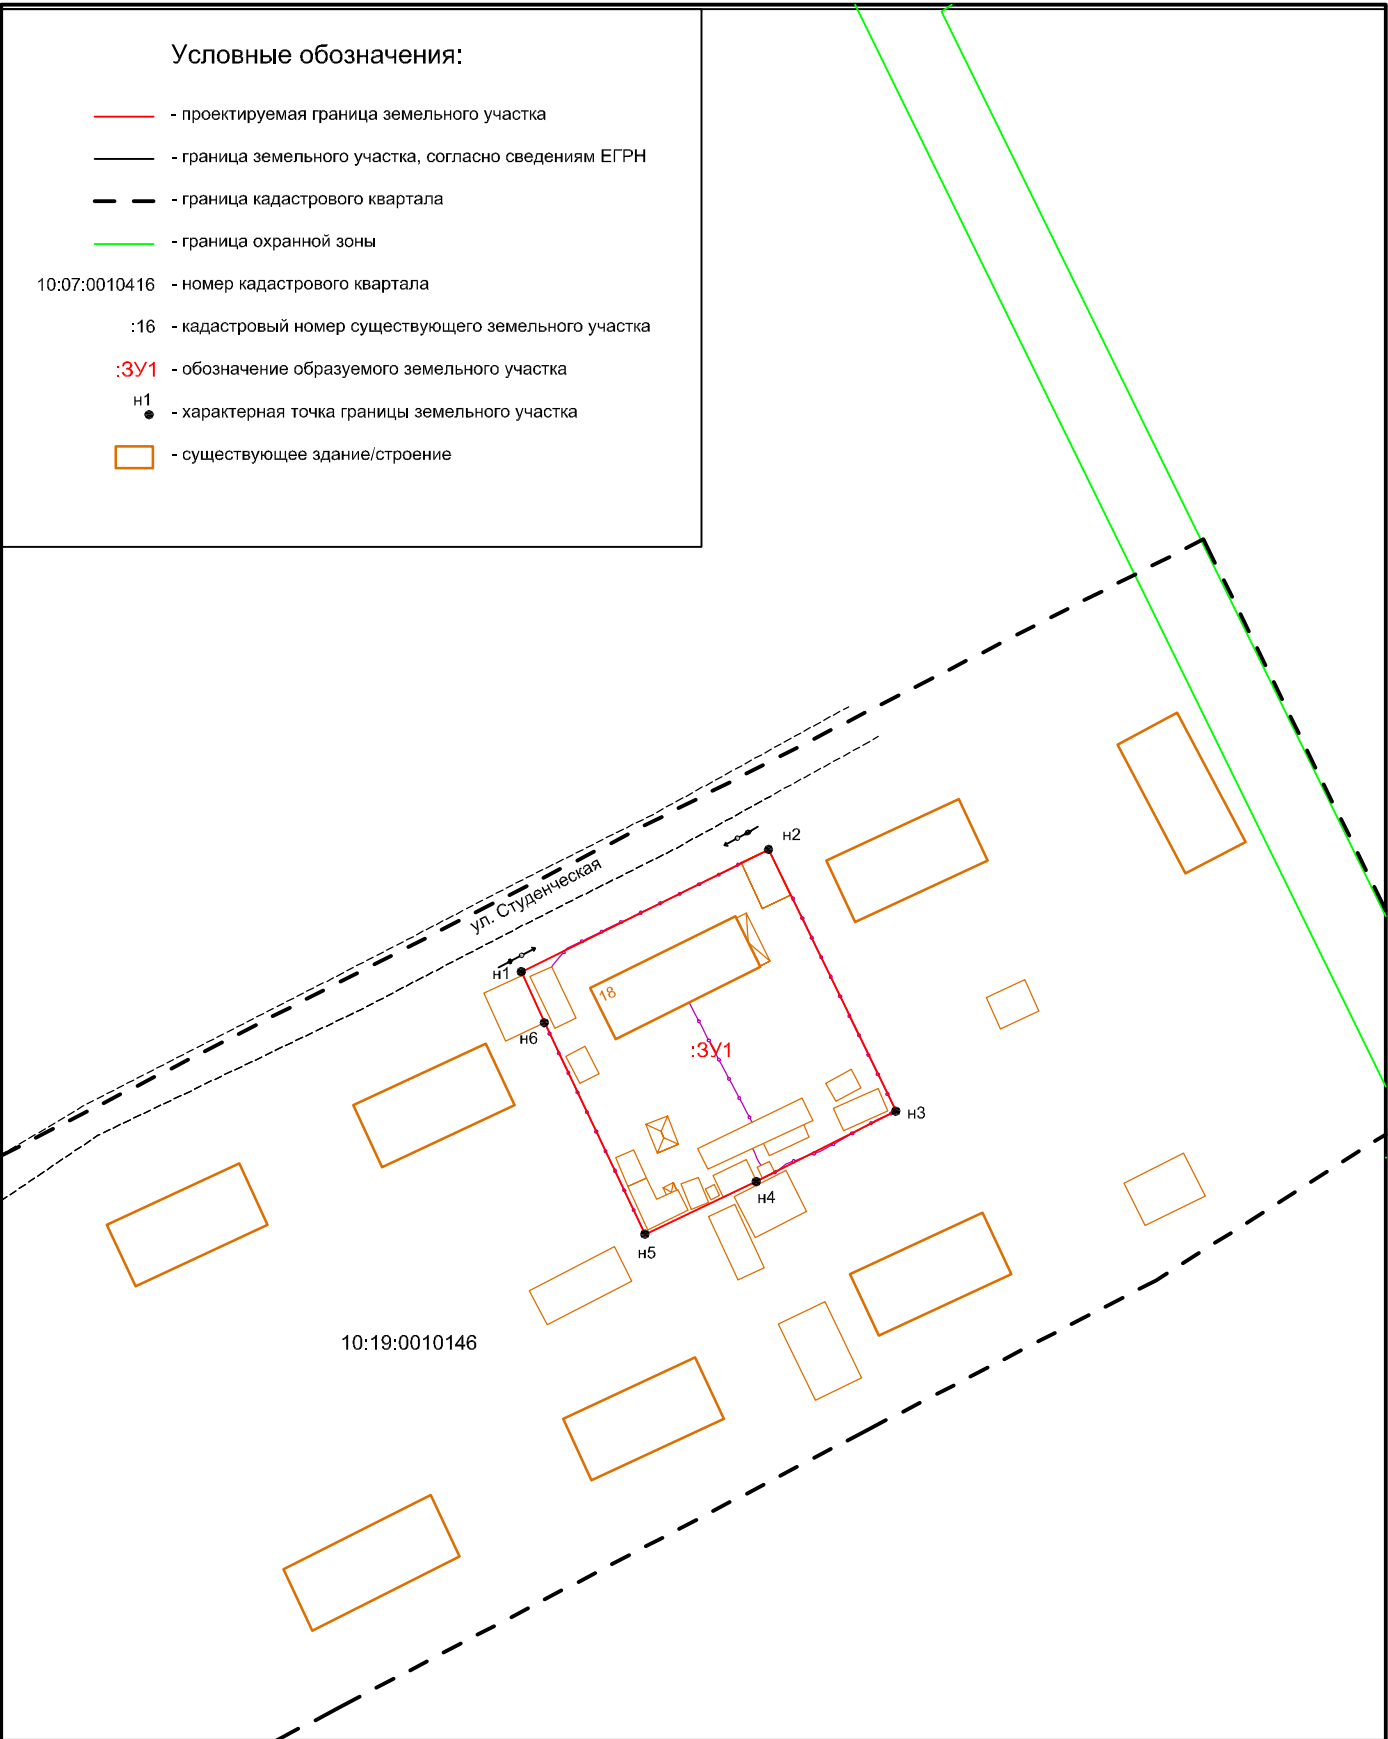 Условные обозначения:
- проектируемая граница земельного участка
- граница земельного участка, согласно сведениям ЕГРН
- граница кадастрового квартала
- граница охранной зоны
10:07:0010416 - номер кадастрового квартала
:16 - кадастровый номер существующего земельного участка
:ЗУ1 - обозначение образуемого земельного участка
н1 - характерная точка границы земельного участка
- существующее здание/строение
н2
ул. Студенческая
н1
18
н6
:ЗУ1
н3
н4
н5
10:19:0010146